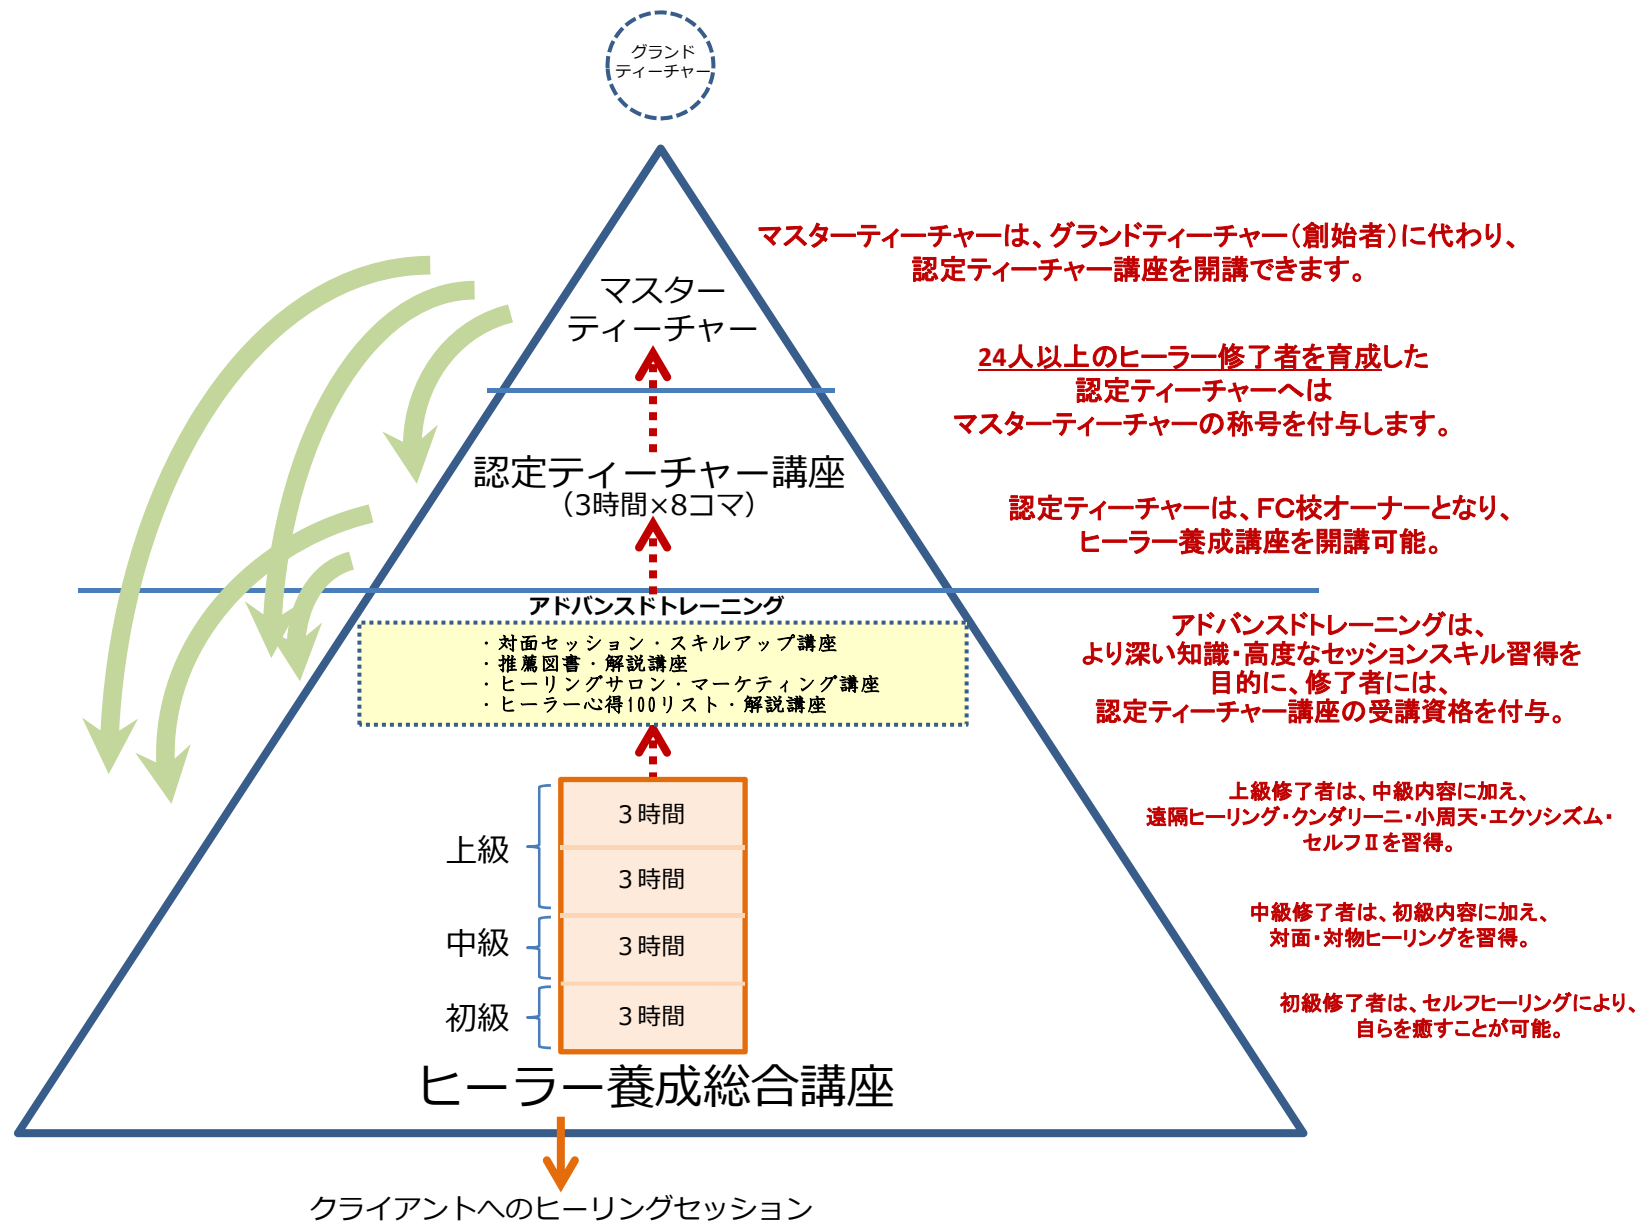 グランド
ティーチャー
マスターティーチャーは、グランドティーチャー(創始者)に代わり、
認定ティーチャー講座を開講できます。
マスター
ティーチャー
24人以上のヒーラー修了者を育成した
認定ティーチャーへは
マスターティーチャーの称号を付与します。
認定ティーチャー講座
(3時間×8コマ)
認定ティーチャーは、FC校オーナーとなり、
ヒーラー養成講座を開講可能。
アドバンスドトレーニング
・対面セッション・スキルアップ講座
・推薦図書・解説講座
・ヒーリングサロン・マーケティング講座
・ヒーラー心得100リスト・解説講座
アドバンスドトレーニングは、
より深い知識・高度なセッションスキル習得を
目的に、修了者には、
認定ティーチャー講座の受講資格を付与。
上級
3時間
3時間
上級修了者は、中級内容に加え、
遠隔ヒーリング・クンダリーニ・小周天・エクソシズム・
セルフⅡを習得。
中級
3時間
中級修了者は、初級内容に加え、
対面・対物ヒーリングを習得。
初級
3時間
初級修了者は、セルフヒーリングにより、
自らを癒すことが可能。
ヒーラー養成総合講座
クライアントへのヒーリングセッション